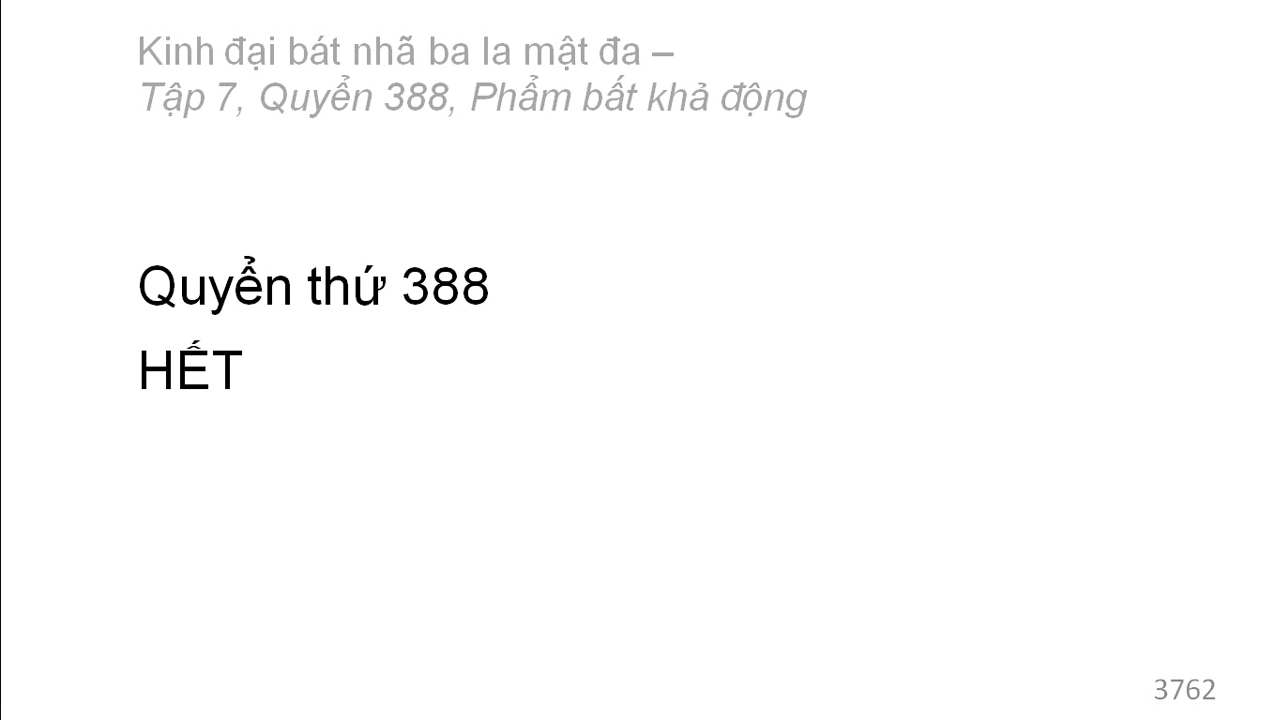 Kinh đại bát nhã ba la mật đa –
Tập 7, Quyển 388, Phẩm bất khả động
Quyển thứ 388
HẾT
3762